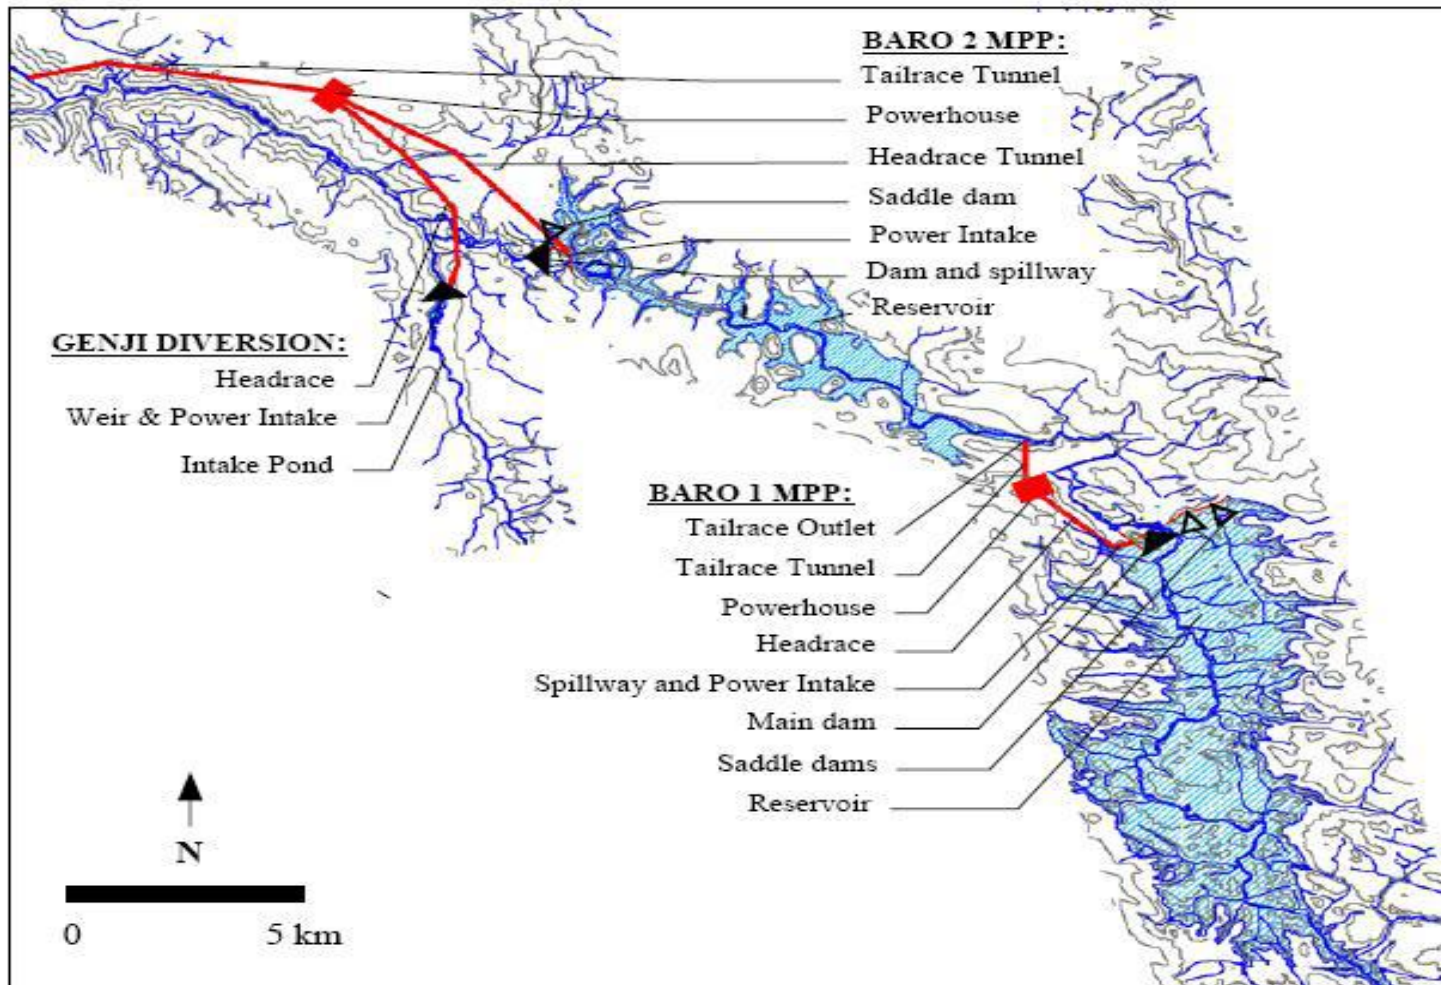 BARO 2 MPP:
Tailrace Tunnel
Powerhouse
Headrace Tunnel
Saddle dam
Power Intake
Dam and spillway
Reservoir
GENJI DIVERSION:
Headrace
Weir & Power Intake
Intake Pond
BARO 1 MPP:
Tailrace Outlet
Tailrace Tunnel
Powerhouse
Headrace
Spillway and Power Intake
Main dam
Saddle dams
Reservoir
N
0 5 km